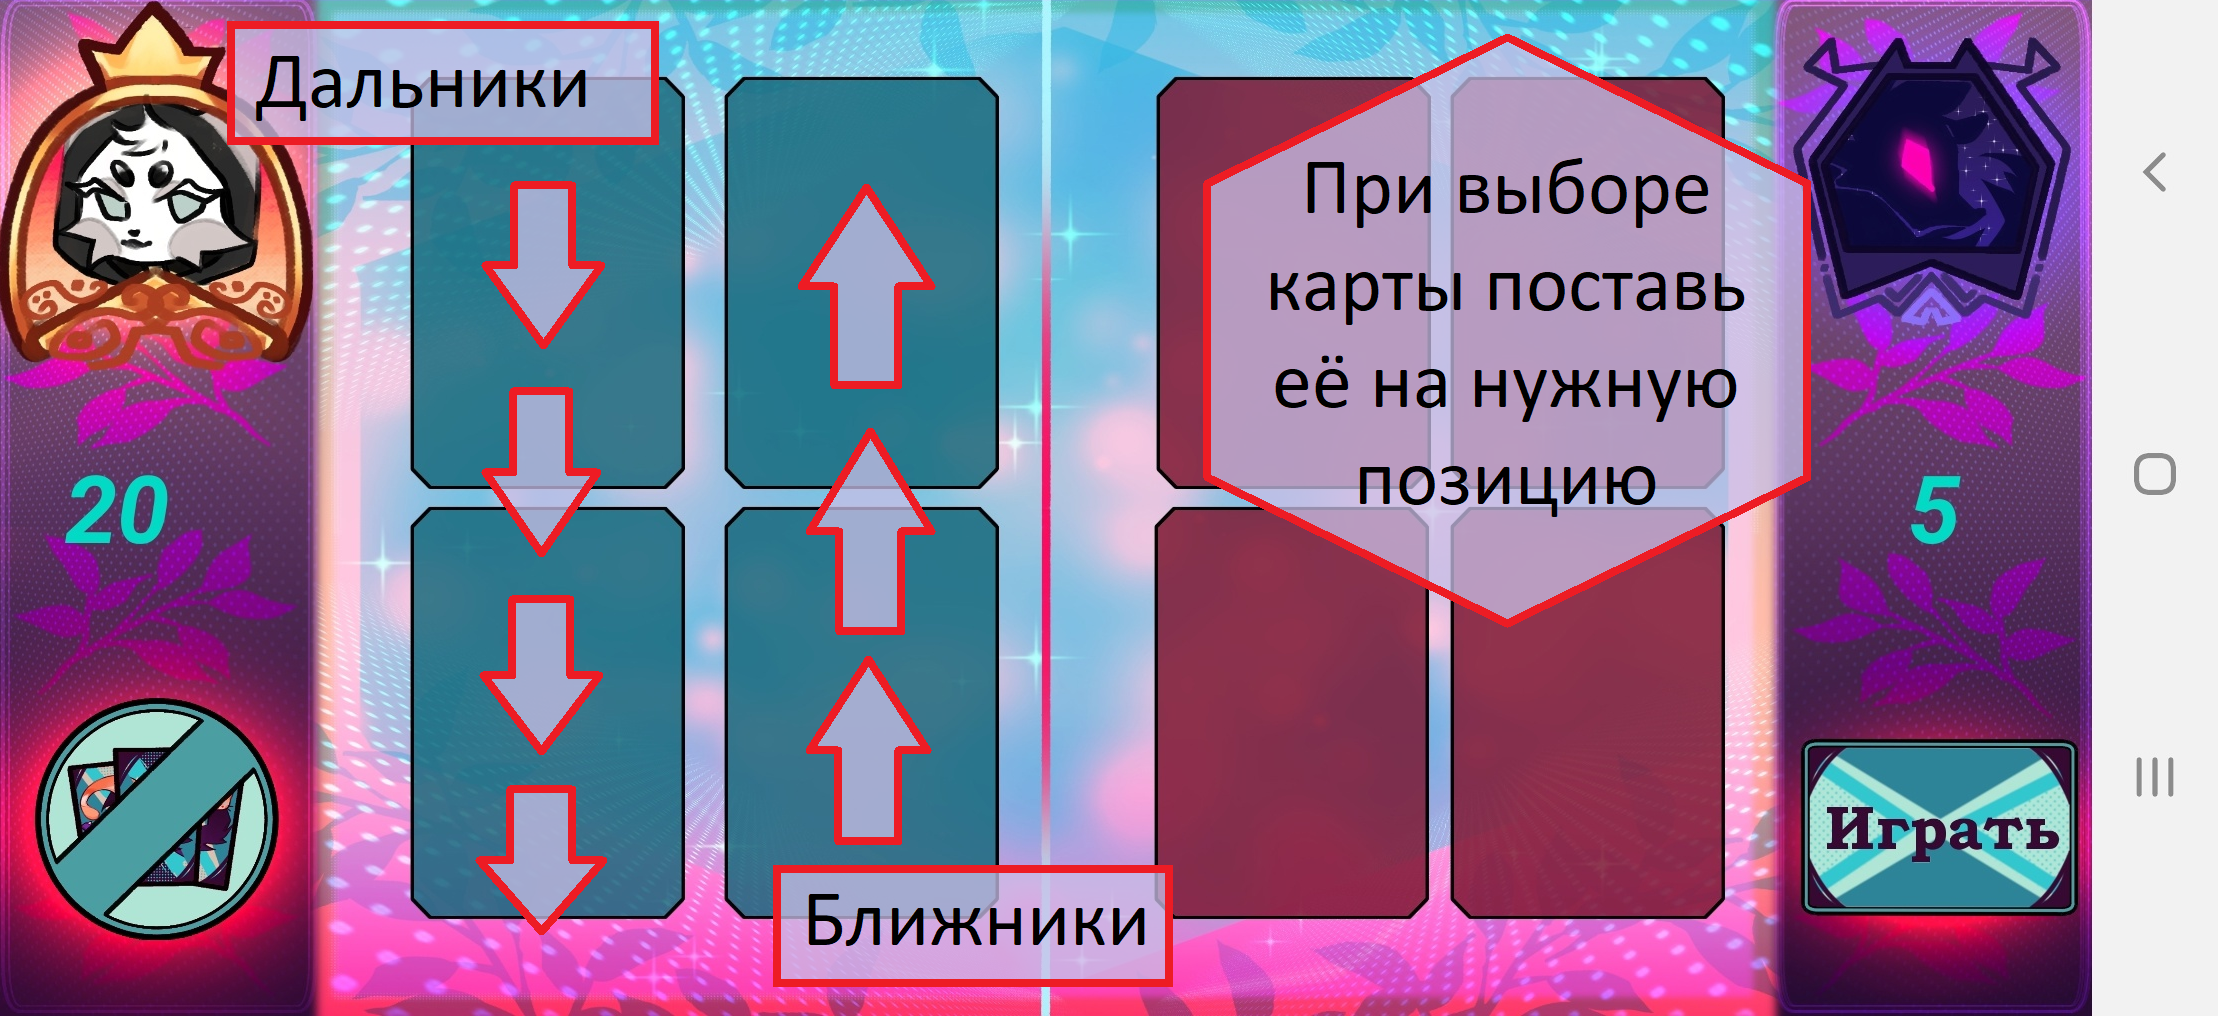 Дальники
При выборе
карты поставь
её на нужную
позицию
20
5
Играть
Ближники